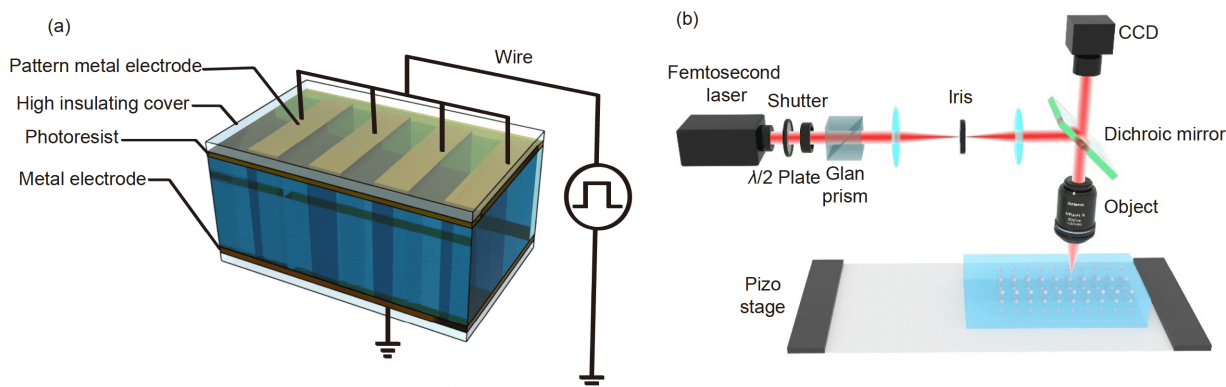 (a)
Wire
Pattern metal electrode
High insulating cover
Photoresist
Metal electrode
(b)
CCD
Femtosecond
laser
Shutter
Iris
Dichroic mirror
λ/2 Plate
Glan
prism
Object
OLYMPUS
Pizo
stage